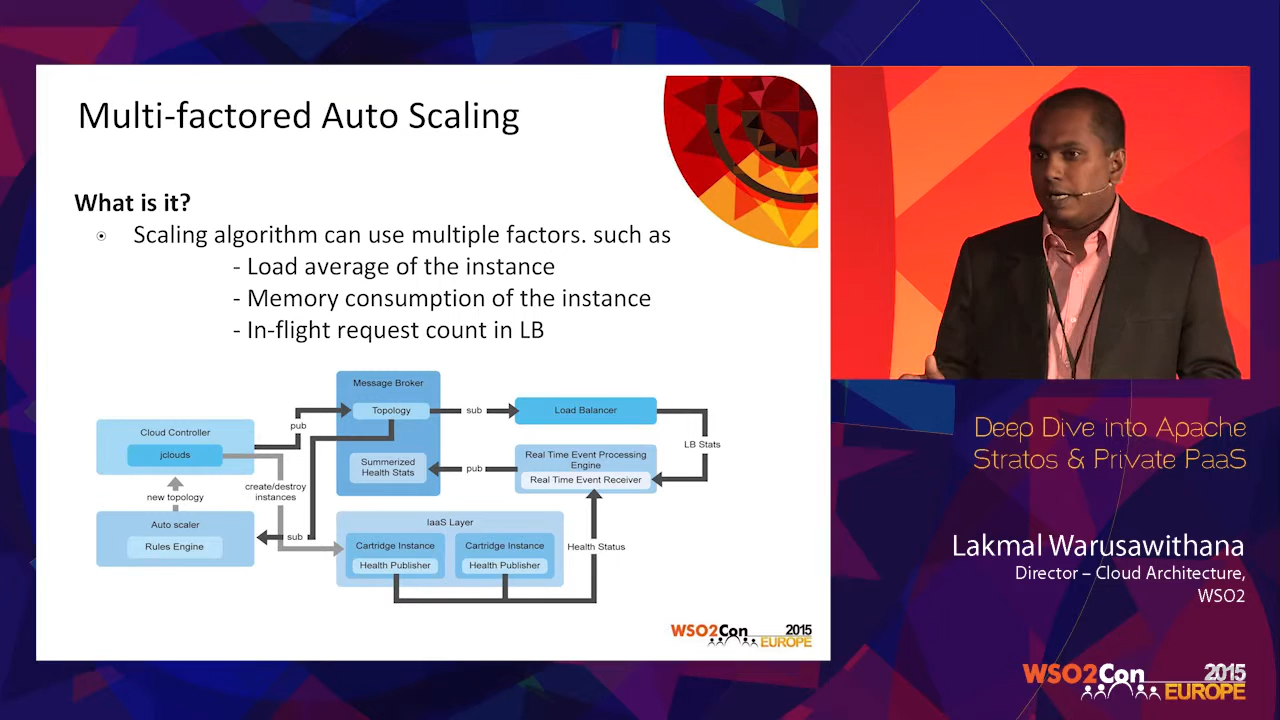 Multi-factored Auto Scaling
What is it?
Scaling algorithm can use multiple factors. such as
- Load average of the instance
- Memory consumption of the instance
- In-flight request count in LB
Message Broker
Topology
sub
Load Balancer
pub
Cloud Controller
jclouds
LB Stats
Summerized
Health Stats
pub
Real Time Event Processing
Engine
Real Time Event Receiver
new topology
create/destroy
instances
Auto scaler
Rules Engine
sub
IaaS Layer
Cartridge Instance
Health Publisher
Cartridge Instance
Health Publisher
Health Status
WSO2Con 2015
EUROPE
Deep Dive into Apache
Stratos & Private PaaS
Lakmal Warusawithana
Director – Cloud Architecture,
WSO2
WSO2Con 2015
EUROPE